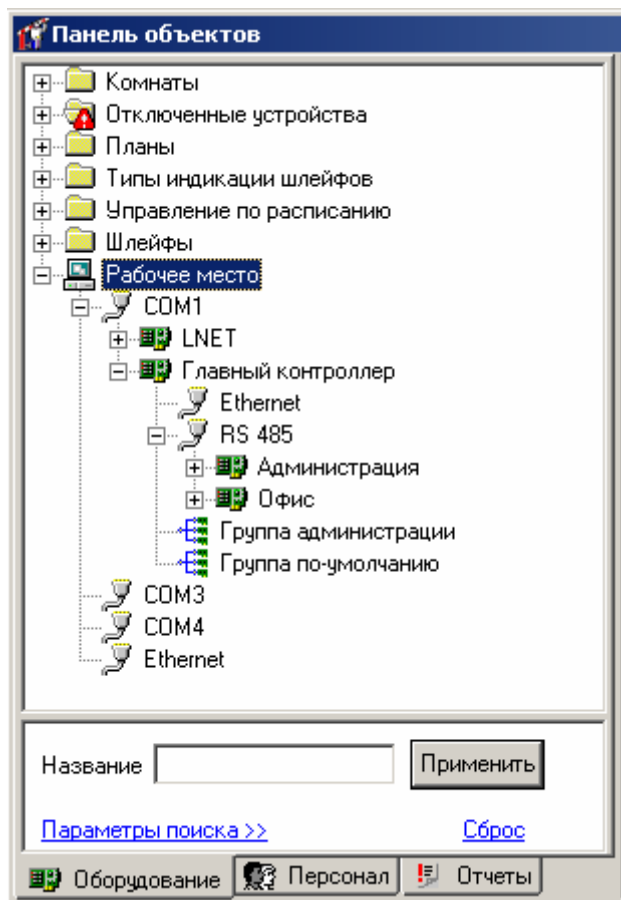 Панель объектов
Комнаты
Отключенные устройства
Планы
Типы индикации шлейфов
Управление по расписанию
Шлейфы
Рабочее место
COM1
LNET
Главный контроллер
Ethernet
RS 485
Администрация
Офис
Группа администрации
Группа по-умолчанию
COM3
COM4
Ethernet
Название Применить
Параметры поиска >> Сброс
Оборудование Персонал Отчеты